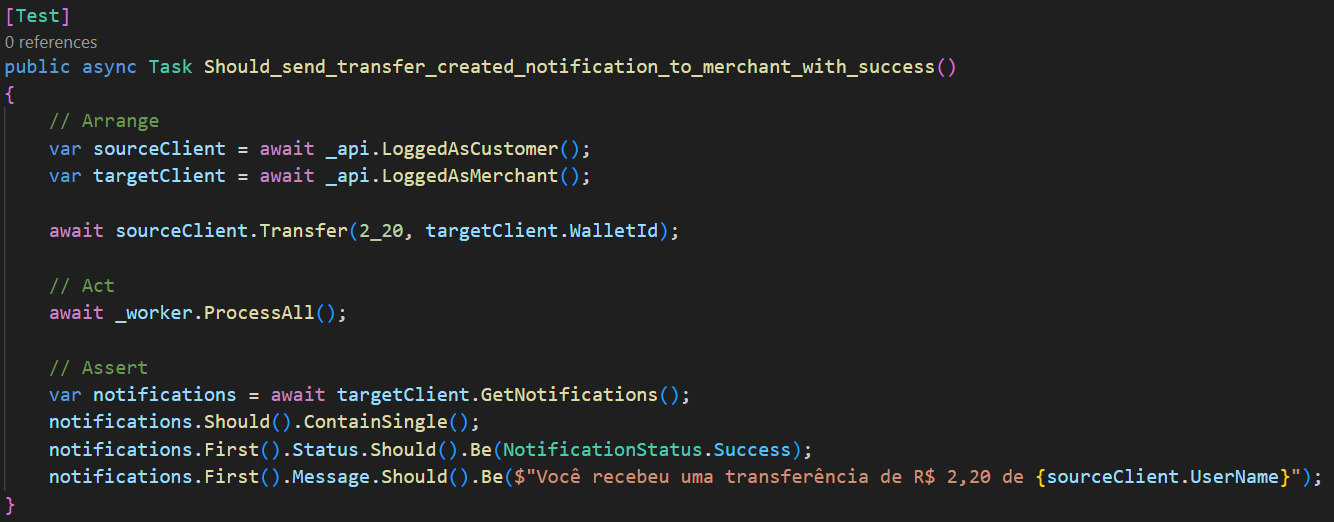 [Test]
0 references
public async Task Should_send_transfer_created_notification_to_merchant_with_success()
{
// Arrange
var sourceClient = await _api.LoggedAsCustomer();
var targetClient = await _api.LoggedAsMerchant();
await sourceClient.Transfer(2_20, targetClient.WalletId);
// Act
await _worker.ProcessAll();
// Assert
var notifications = await targetClient.GetNotifications();
notifications.Should().ContainSingle();
notifications.First().Status.Should().Be(NotificationStatus.Success);
notifications.First().Message.Should().Be($"Você recebeu uma transferência de R$ 2,20 de {sourceClient.UserName}");
}